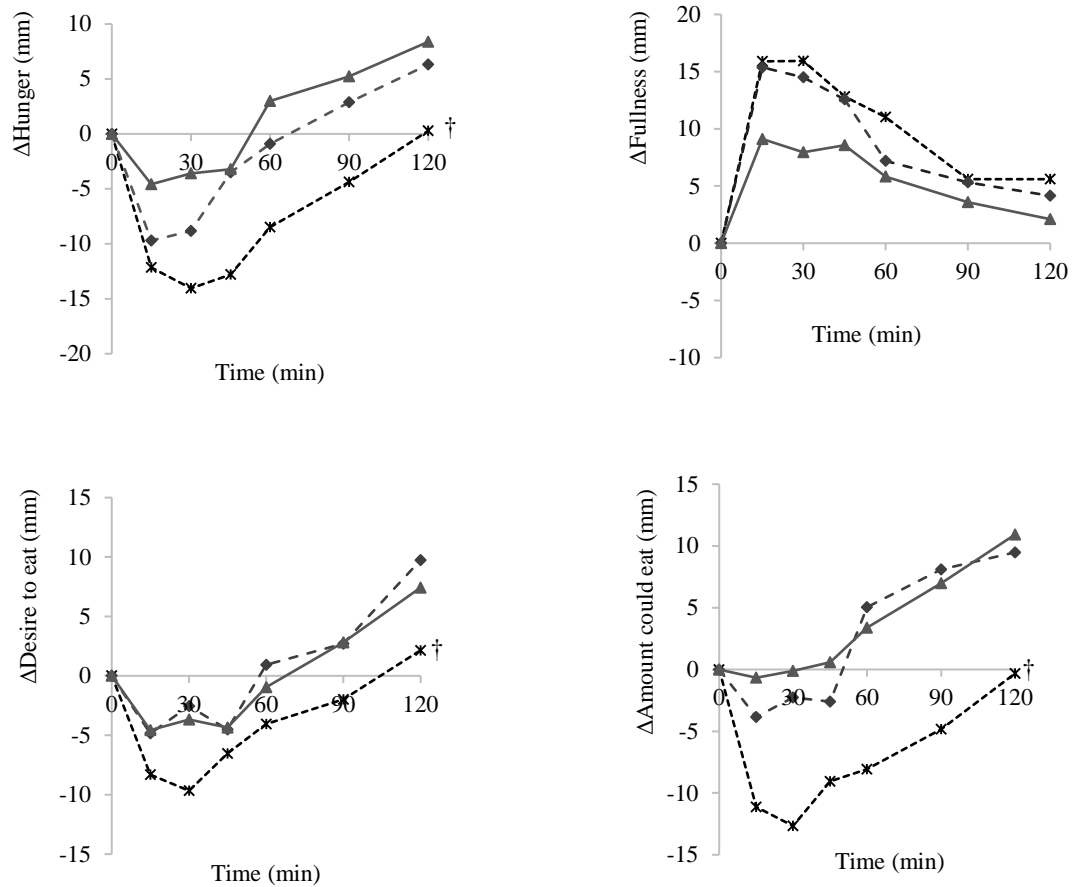 ΔHunger (mm)
10
5
0
-5
-10
-15
-20
0 30 60 90 120
†
Time (min)
ΔFullness (mm)
20
15
10
5
0
-5
-10
0 30 60 90 120
Time (min)
ΔDesire to eat (mm)
15
10
5
0
-5
-10
-15
0 30 60 90 120
†
Time (min)
ΔAmount could eat (mm)
15
10
5
0
-5
-10
-15
0 30 60 90 120
†
Time (min)